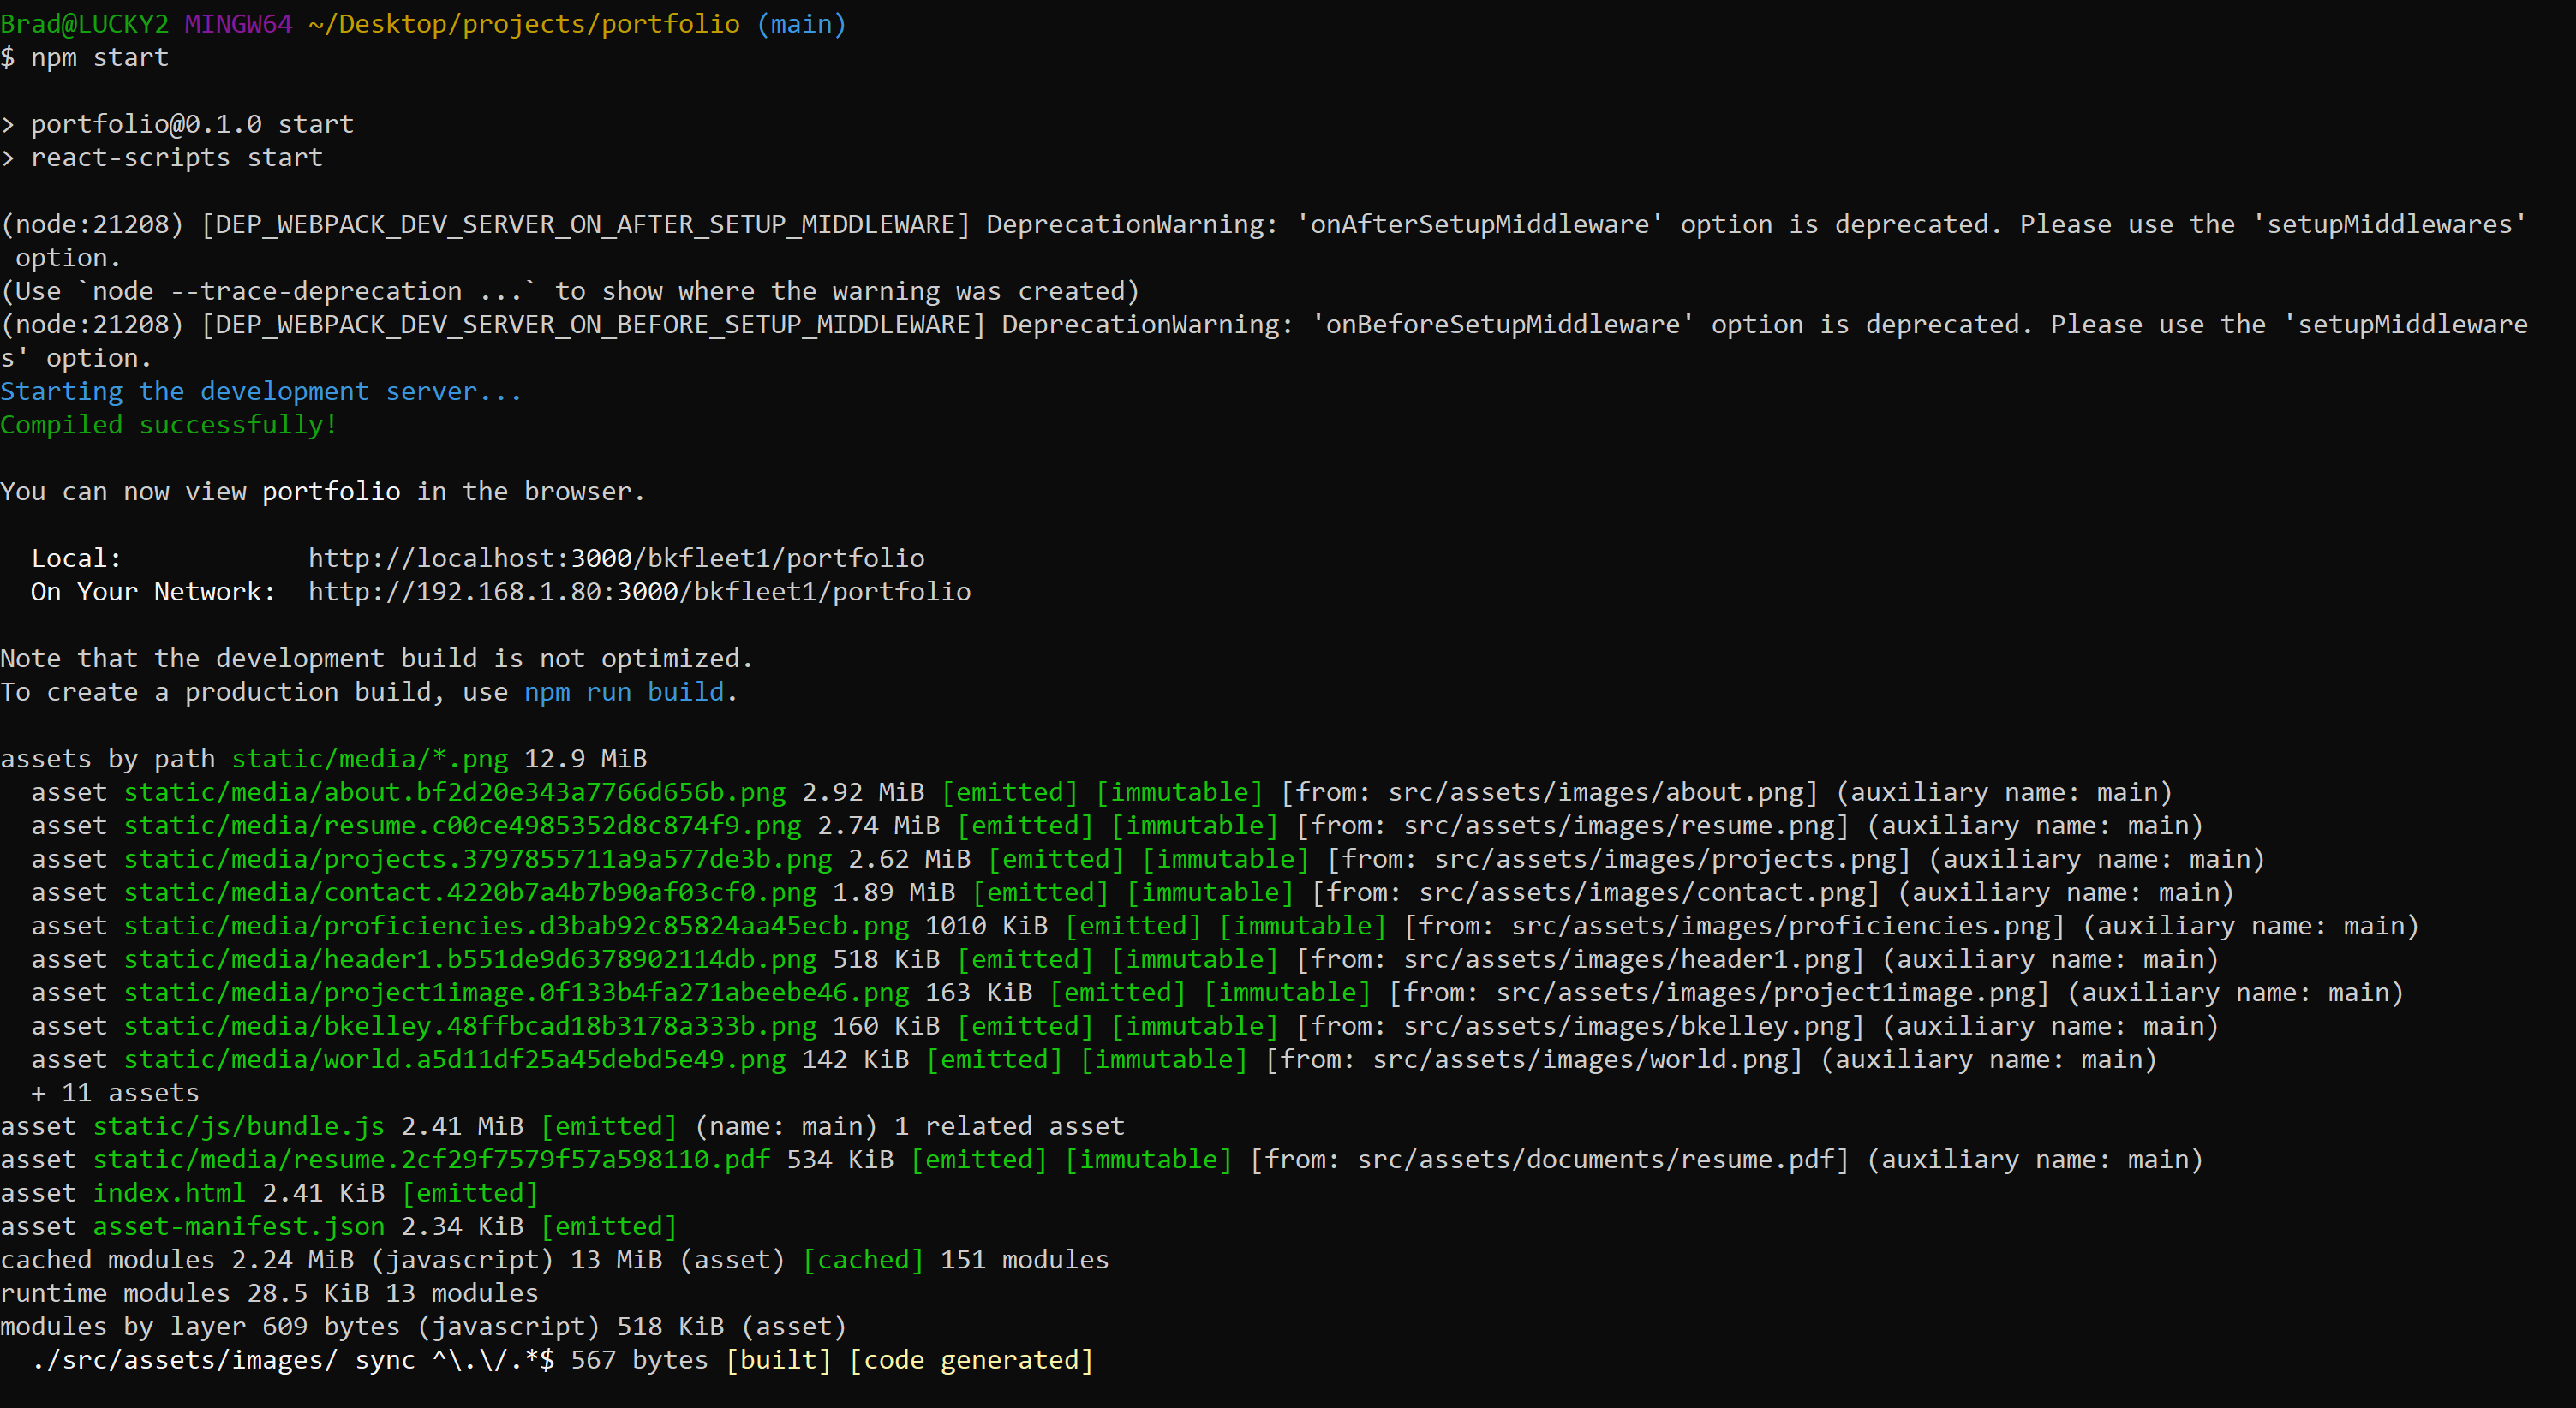 Brad@LUCKY2 MINGW64 ~/Desktop/projects/portfolio (main)
$ npm start
> portfolio@0.1.0 start
> react-scripts start
(node:21208) [DEP_WEBPACK_DEV_SERVER_ON_AFTER_SETUP_MIDDLEWARE] DeprecationWarning: 'onAfterSetupMiddleware' option is deprecated. Please use the 'setupMiddlewares'
 option.
(Use `node --trace-deprecation ...` to show where the warning was created)
(node:21208) [DEP_WEBPACK_DEV_SERVER_ON_BEFORE_SETUP_MIDDLEWARE] DeprecationWarning: 'onBeforeSetupMiddleware' option is deprecated. Please use the 'setupMiddleware
s' option.
Starting the development server...
Compiled successfully!
You can now view portfolio in the browser.
  Local:            http://localhost:3000/bkfleet1/portfolio
  On Your Network:  http://192.168.1.80:3000/bkfleet1/portfolio
Note that the development build is not optimized.
To create a production build, use npm run build.
assets by path static/media/*.png 12.9 MiB
  asset static/media/about.bf2d20e343a7766d656b.png 2.92 MiB [emitted] [immutable] [from: src/assets/images/about.png] (auxiliary name: main)
  asset static/media/resume.c00ce4985352d8c874f9.png 2.74 MiB [emitted] [immutable] [from: src/assets/images/resume.png] (auxiliary name: main)
  asset static/media/projects.3797855711a9a577de3b.png 2.62 MiB [emitted] [immutable] [from: src/assets/images/projects.png] (auxiliary name: main)
  asset static/media/contact.4220b7a4b7b90af03cf0.png 1.89 MiB [emitted] [immutable] [from: src/assets/images/contact.png] (auxiliary name: main)
  asset static/media/proficiencies.d3bab92c85824aa45ecb.png 1010 KiB [emitted] [immutable] [from: src/assets/images/proficiencies.png] (auxiliary name: main)
  asset static/media/header1.b551de9d6378902114db.png 518 KiB [emitted] [immutable] [from: src/assets/images/header1.png] (auxiliary name: main)
  asset static/media/project1image.0f133b4fa271abeebe46.png 163 KiB [emitted] [immutable] [from: src/assets/images/project1image.png] (auxiliary name: main)
  asset static/media/bkelley.48ffbcad18b3178a333b.png 160 KiB [emitted] [immutable] [from: src/assets/images/bkelley.png] (auxiliary name: main)
  asset static/media/world.a5d11df25a45debd5e49.png 142 KiB [emitted] [immutable] [from: src/assets/images/world.png] (auxiliary name: main)
  + 11 assets
asset static/js/bundle.js 2.41 MiB [emitted] (name: main) 1 related asset
asset static/media/resume.2cf29f7579f57a598110.pdf 534 KiB [emitted] [immutable] [from: src/assets/documents/resume.pdf] (auxiliary name: main)
asset index.html 2.41 KiB [emitted]
asset asset-manifest.json 2.34 KiB [emitted]
cached modules 2.24 MiB (javascript) 13 MiB (asset) [cached] 151 modules
runtime modules 28.5 KiB 13 modules
modules by layer 609 bytes (javascript) 518 KiB (asset)
  ./src/assets/images/ sync ^\.\/.*$ 567 bytes [built] [code generated]